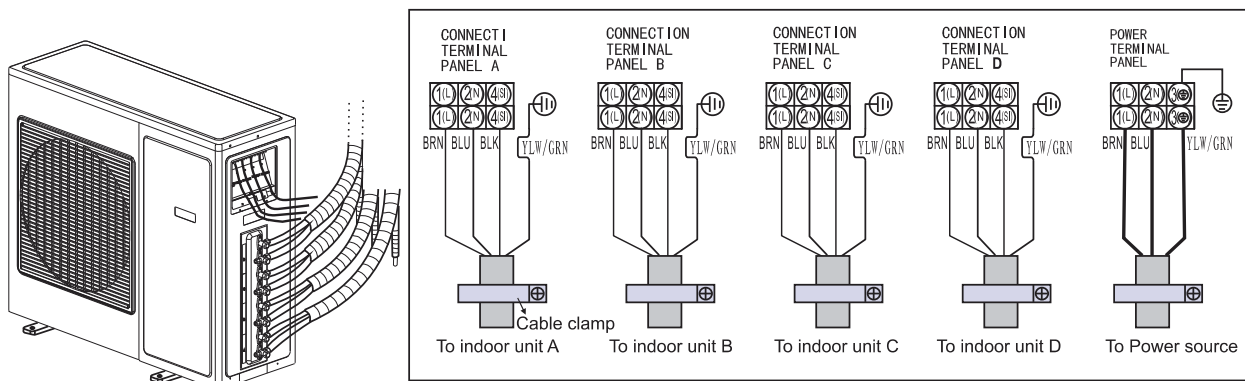 CONNECTI
TERMINAL
PANEL A
1(L) 2(N) 4(SI)
1(L) 2(N) 4(SI)
BRN BLU BLK YLW/GRN
Cable clamp
To indoor unit A
CONNECTION
TERMINAL
PANEL B
1(L) 2(N) 4(SI)
1(L) 2(N) 4(SI)
BRN BLU BLK YLW/GRN
To indoor unit B
CONNECTION
TERMINAL
PANEL C
1(L) 2(N) 4(SI)
1(L) 2(N) 4(SI)
BRN BLU BLK YLW/GRN
To indoor unit C
CONNECTION
TERMINAL
PANEL D
1(L) 2(N) 4(SI)
1(L) 2(N) 4(SI)
BRN BLU BLK YLW/GRN
To indoor unit D
POWER
TERMINAL
PANEL
1(L) 2(N) 3
1(L) 2(N) 3
BRN BLU YLW/GRN
To Power source